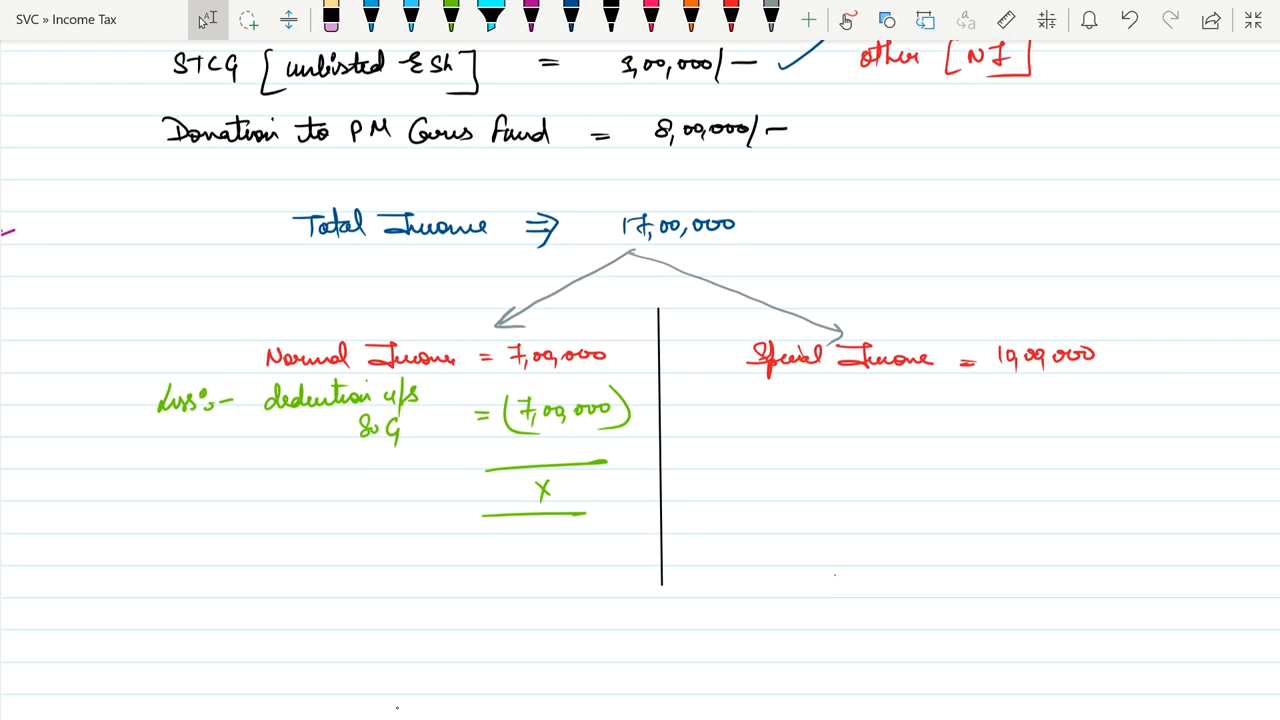 SVC » Income Tax
STCG [unlisted E Sh] = 3,00,000/- other [NI]
Donation to PM Cares Fund = 8,00,000/-
Total Income ⇒ 17,00,000
Normal Income = 7,00,000 Special Income = 10,00,000
Less:- deduction u/s = (7,00,000)
80 G
X